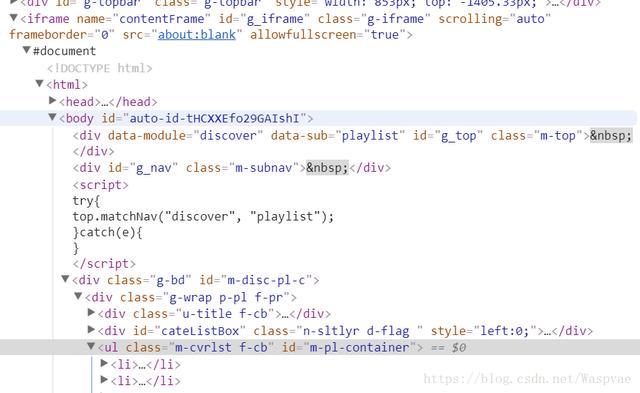 <div id="g-topbar" class="g-topbar" style="width: 853px; top: -1405.33px;">…</div>
<iframe name="contentFrame" id="g_iframe" class="g-iframe" scrolling="auto"
frameborder="0" src="about:blank" allowfullscreen="true">
▼#document
<!DOCTYPE html>
▼<html>
▶<head>…</head>
▼<body id="auto-id-tHCXXEfo29GAIshI">
<div data-module="discover" data-sub="playlist" id="g_top" class="m-top">&nbsp;
</div>
<div id="g_nav" class="m-subnav">&nbsp;</div>
<script>
try{
top.matchNav("discover", "playlist");
}catch(e){
}
</script>
▼<div class="g-bd" id="m-disc-pl-c">
▼<div class="g-wrap p-pl f-pr">
▶<div class="u-title f-cb">…</div>
▶<div id="cateListBox" class="n-sltlyr d-flag " style="left:0;">…</div>
▼<ul class="m-cvrlst f-cb" id="m-pl-container"> == $0
▶<li>…</li>
▶<li>…</li>
https://blog.csdn.net/Waspvae